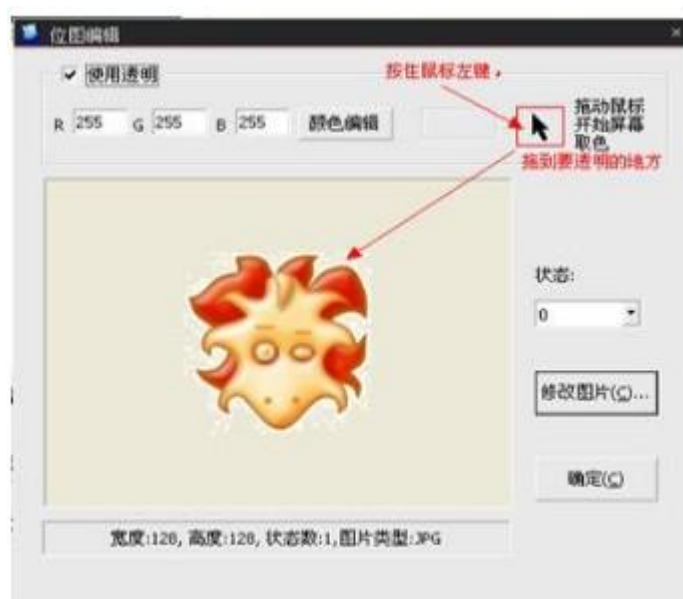 位图编辑
使用透明
按住鼠标左键，
R 255 G 255 B 255 颜色编辑
拖动鼠标
开始屏幕
取色
拖到要透明的地方
状态:
0
修改图片(C)...
确定(C)
宽度:128, 高度:128, 状态数:1,图片类型:JPG